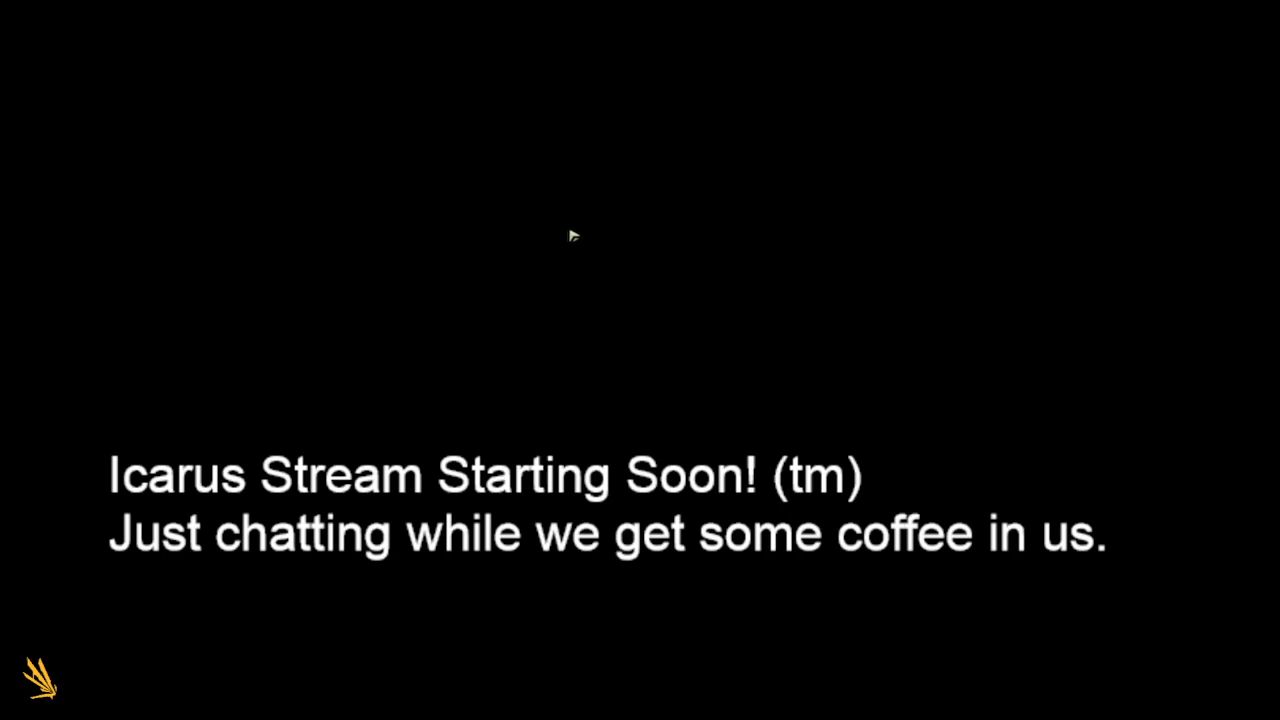 Icarus Stream Starting Soon! (tm)
Just chatting while we get some coffee in us.